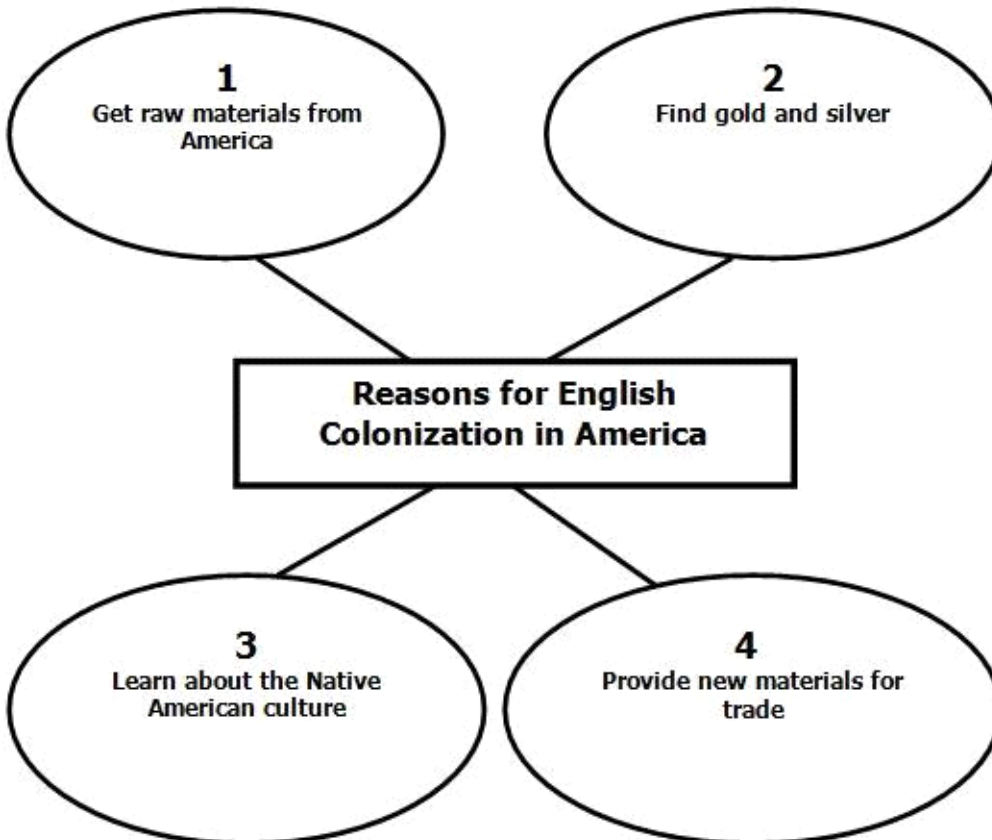 1
Get raw materials from
America
2
Find gold and silver
Reasons for English
Colonization in America
3
Learn about the Native
American culture
4
Provide new materials for
trade